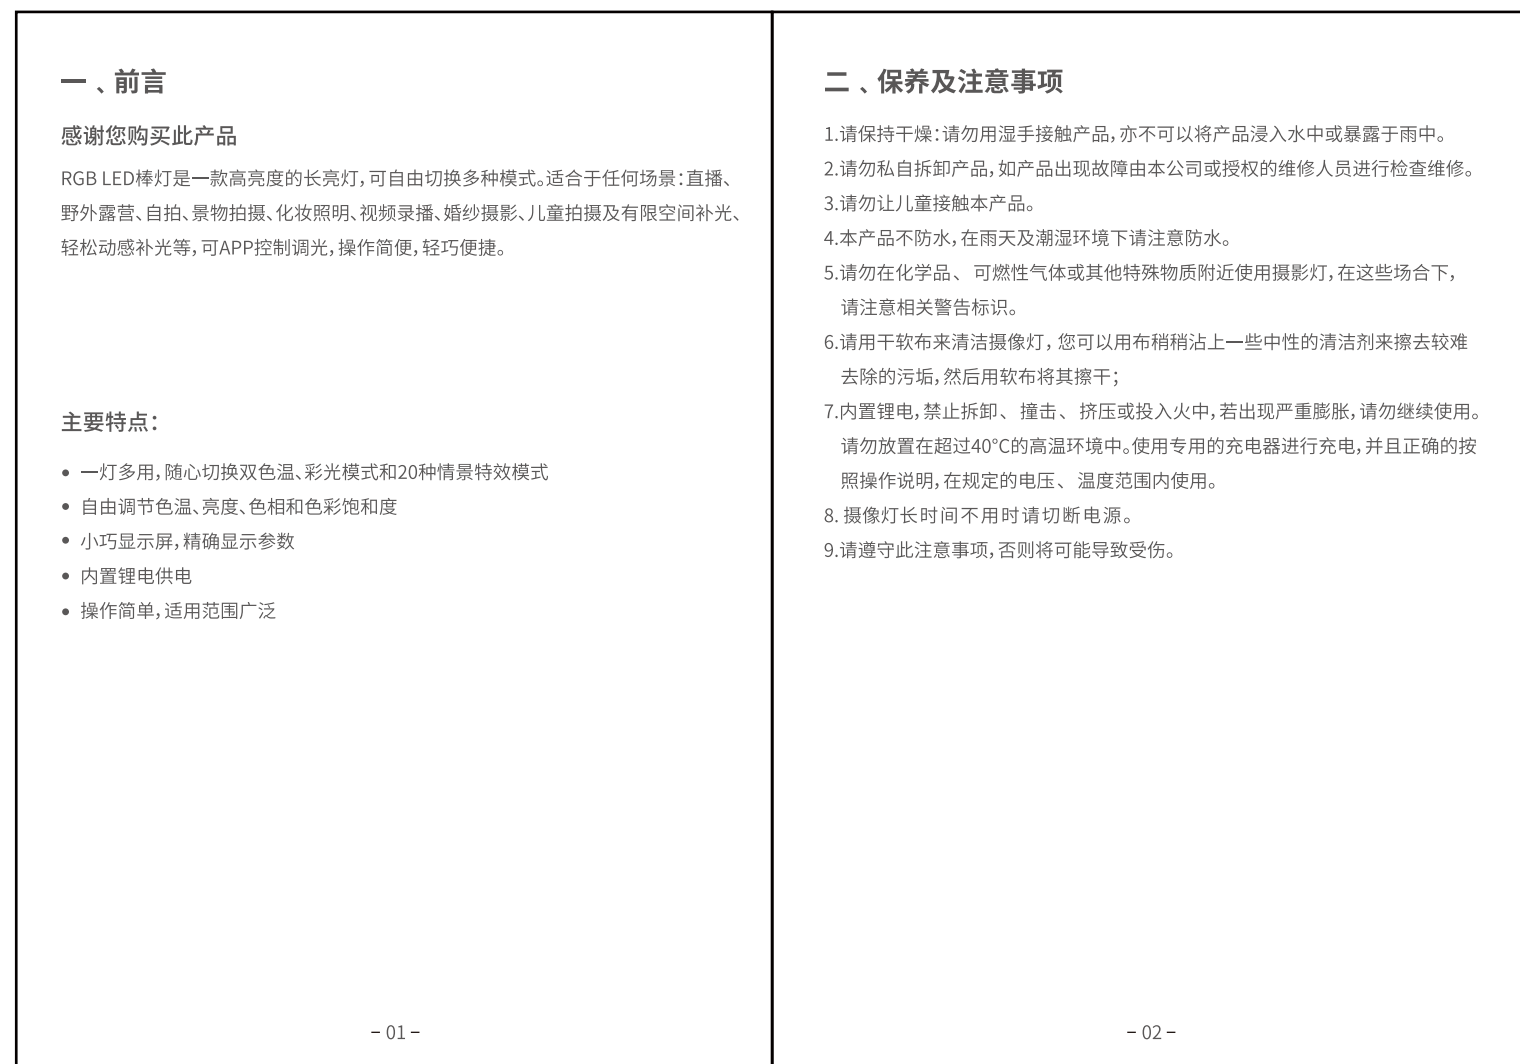 一、前言
感谢您购买此产品
RGB LED棒灯是一款高亮度的长亮灯，可自由切换多种模式。适合于任何场景：直播、
野外露营、自拍、景物拍摄、化妆照明、视频录播、婚纱摄影、儿童拍摄及有限空间补光、
轻松动感补光等，可APP控制调光，操作简便，轻巧便捷。
主要特点：
● 一灯多用，随心切换双色温、彩光模式和20种情景特效模式
● 自由调节色温、亮度、色相和色彩饱和度
● 小巧显示屏，精确显示参数
● 内置锂电供电
● 操作简单，适用范围广泛
– 01 –
二、保养及注意事项
1.请保持干燥：请勿用湿手接触产品，亦不可以将产品浸入水中或暴露于雨中。
2.请勿私自拆卸产品，如产品出现故障由本公司或授权的维修人员进行检查维修。
3.请勿让儿童接触本产品。
4.本产品不防水，在雨天及潮湿环境下请注意防水。
5.请勿在化学品、可燃性气体或其他特殊物质附近使用摄影灯，在这些场合下，
请注意相关警告标识。
6.请用干软布来清洁摄像灯，您可以用布稍稍沾上一些中性的清洁剂来擦去较难
去除的污垢，然后用软布将其擦干；
7.内置锂电，禁止拆卸、撞击、挤压或投入火中，若出现严重膨胀，请勿继续使用。
请勿放置在超过40°C的高温环境中。使用专用的充电器进行充电，并且正确的按
照操作说明，在规定的电压、温度范围内使用。
8. 摄像灯长时间不用时请切断电源。
9.请遵守此注意事项，否则将可能导致受伤。
– 02 –